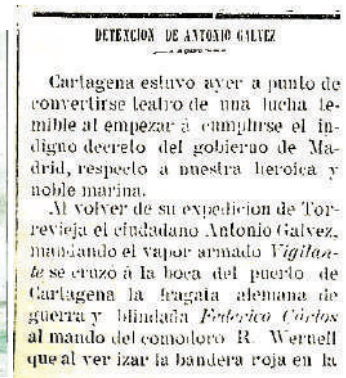 DETENCION DE ANTONIO GALVEZ
Cartagena estuvo ayer à punto de
convertirse teatro de una lucha te-
mible al empezar à cumplirse el in-
digno decreto del gobierno de Ma-
drid, respecto a nuestra heroica y
noble marina.
Al volver de su expedicion de Tor-
revieja el ciudadano Antonio Galvez,
mandando el vapor armado Vigilan-
te se cruzó á la boca del puerto de
Cartagena la fragata alemana de
guerra y blindada Federico Cárlos
al mando del comodoro R. Wernell
que al ver izar la bandera roja en la